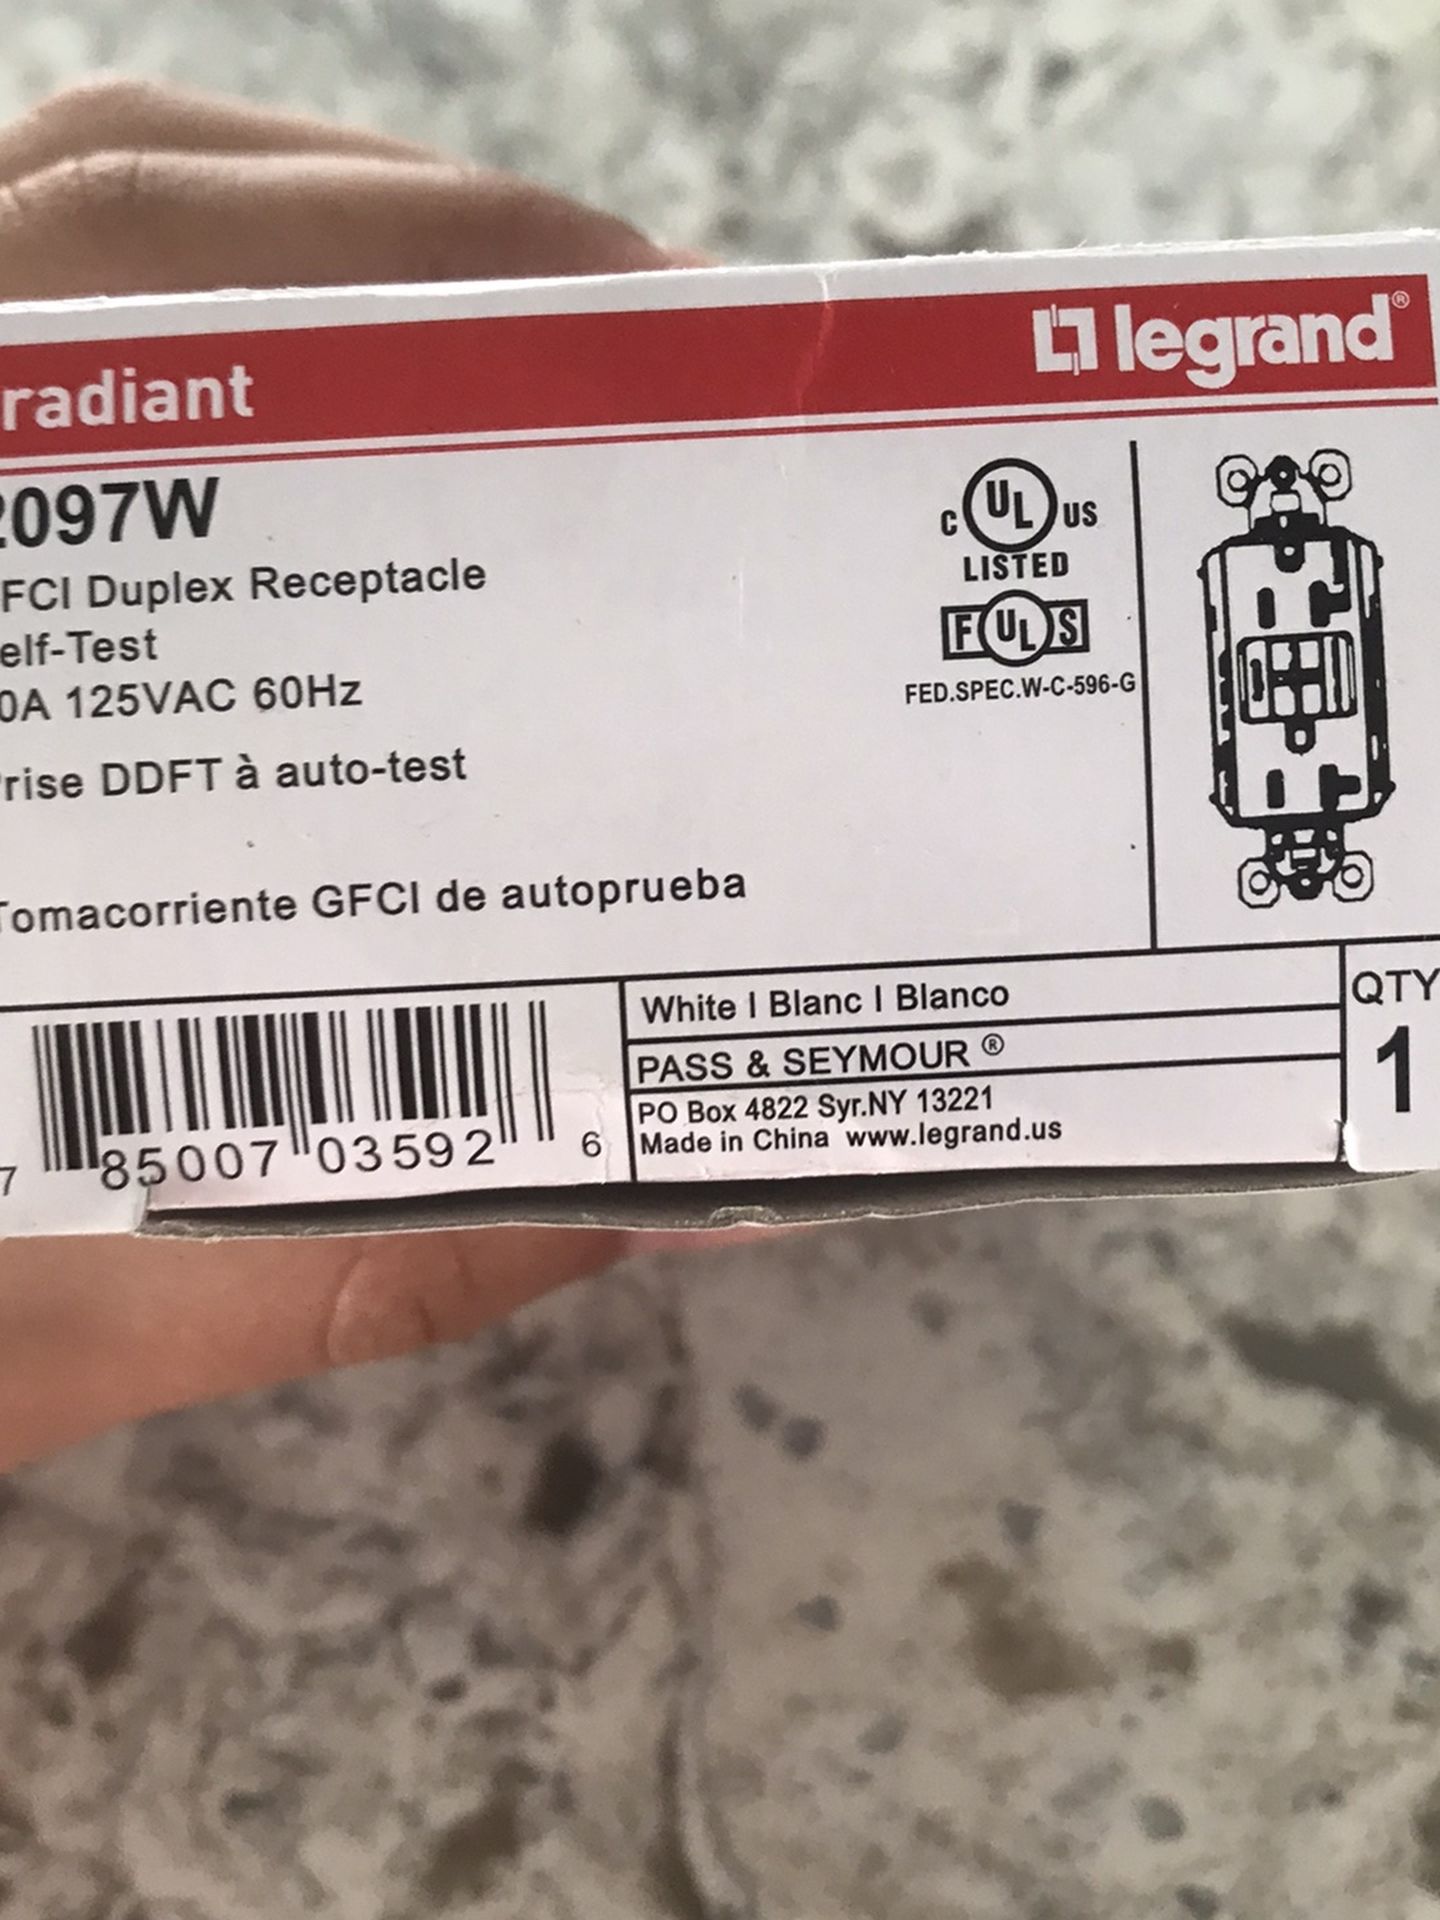 radiant
legrand®
2097W
FCI Duplex Receptacle
elf-Test
0A 125VAC 60Hz
rise DDFT à auto-test
Tomacorriente GFCI de autoprueba
C UL US
LISTED
F UL S
FED.SPEC.W-C-596-G
7 85007 03592 6
White | Blanc | Blanco
PASS & SEYMOUR ®
PO Box 4822 Syr.NY 13221
Made in China www.legrand.us
QTY
1